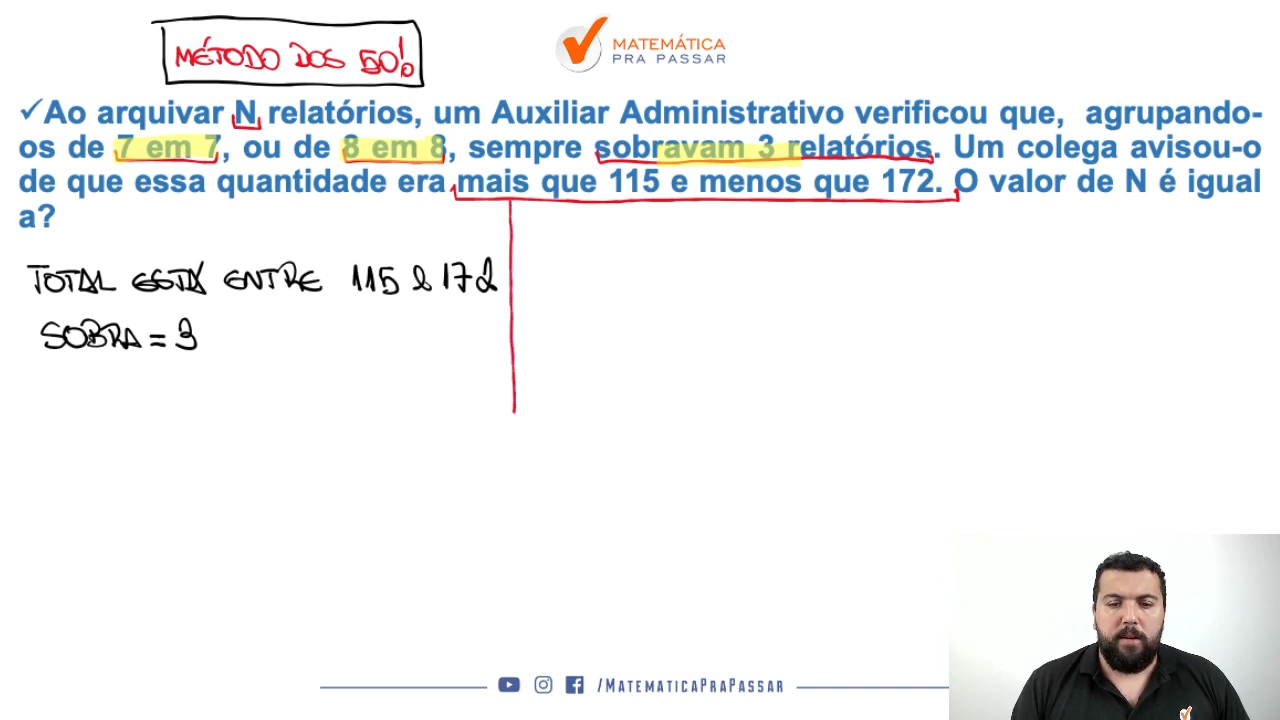 MÉTODO DOS 50!
MATEMÁTICA
PRA PASSAR
✓Ao arquivar N relatórios, um Auxiliar Administrativo verificou que, agrupando-
os de 7 em 7, ou de 8 em 8, sempre sobravam 3 relatórios. Um colega avisou-o
de que essa quantidade era mais que 115 e menos que 172. O valor de N é igual
a?
TOTAL ESTÁ ENTRE 115 & 172
SOBRA = 3
/MATEMATICAPRAPASSAR